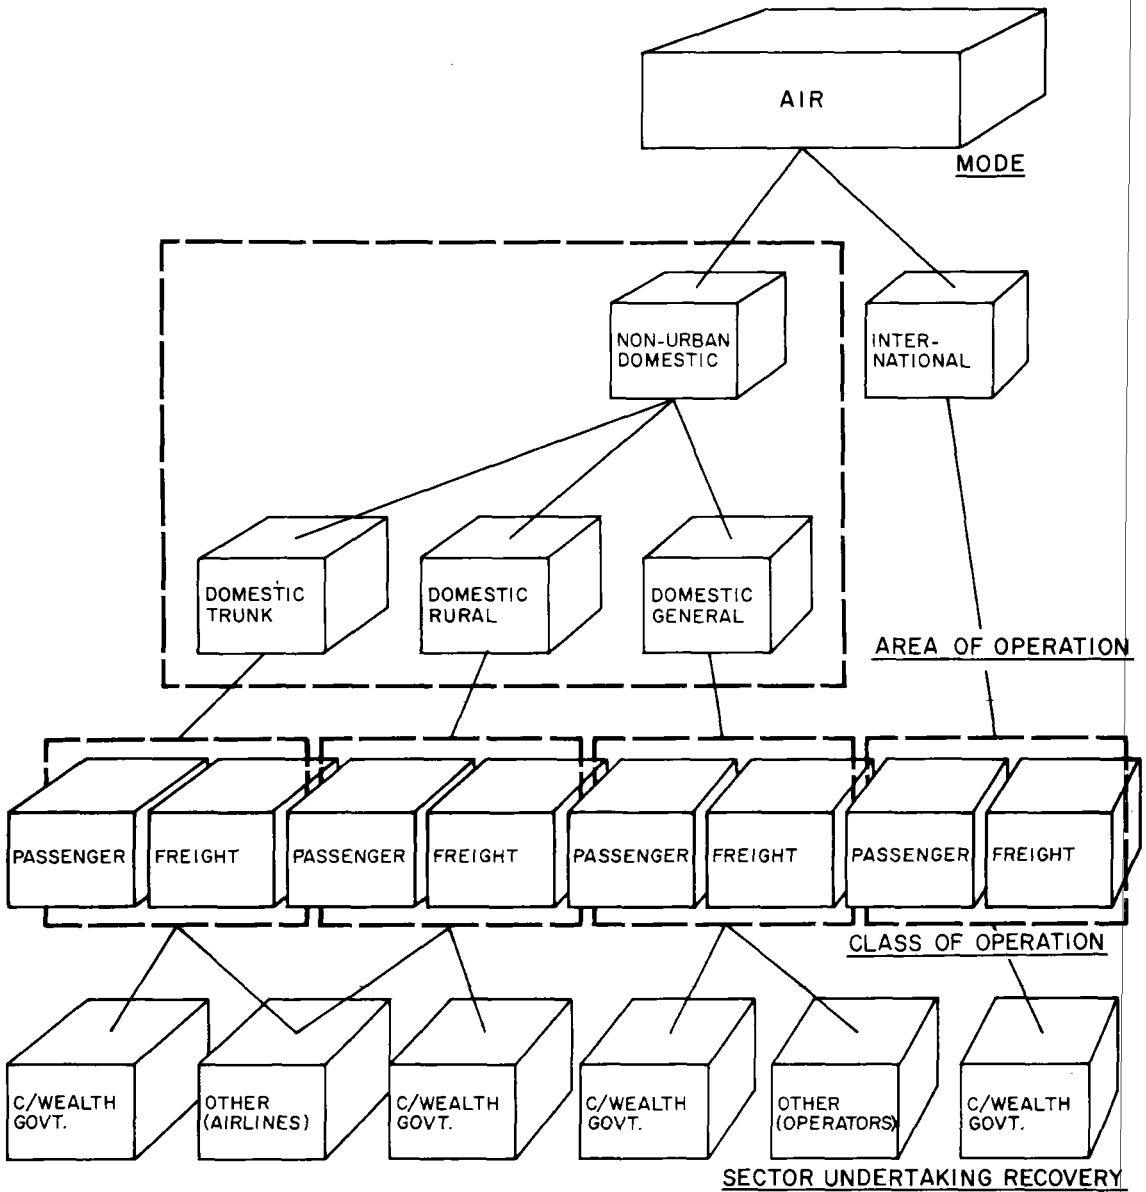 AIR
MODE
NON-URBAN
DOMESTIC
INTER-
NATIONAL
DOMESTIC
TRUNK
DOMESTIC
RURAL
DOMESTIC
GENERAL
AREA OF OPERATION
PASSENGER
FREIGHT
PASSENGER
FREIGHT
PASSENGER
FREIGHT
PASSENGER
FREIGHT
CLASS OF OPERATION
C/WEALTH
GOVT.
OTHER
(AIRLINES)
C/WEALTH
GOVT.
C/WEALTH
GOVT.
OTHER
(OPERATORS)
C/WEALTH
GOVT.
SECTOR UNDERTAKING RECOVERY